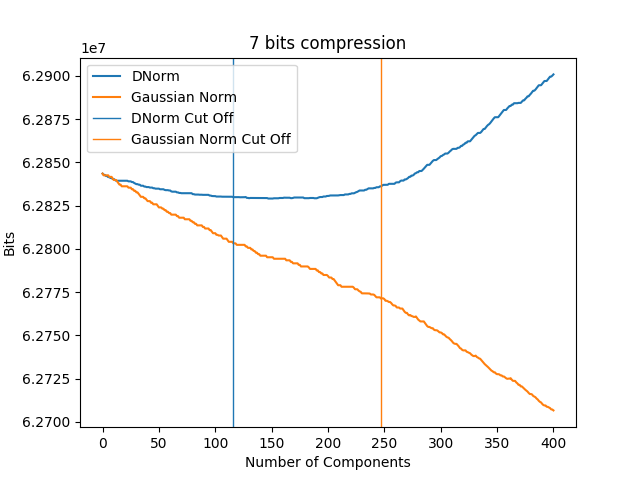 7 bits compression
1e7
DNorm
Gaussian Norm
DNorm Cut Off
Gaussian Norm Cut Off
6.2900
6.2875
6.2850
6.2825
6.2800
6.2775
6.2750
6.2725
6.2700
Bits
0 50 100 150 200 250 300 350 400
Number of Components